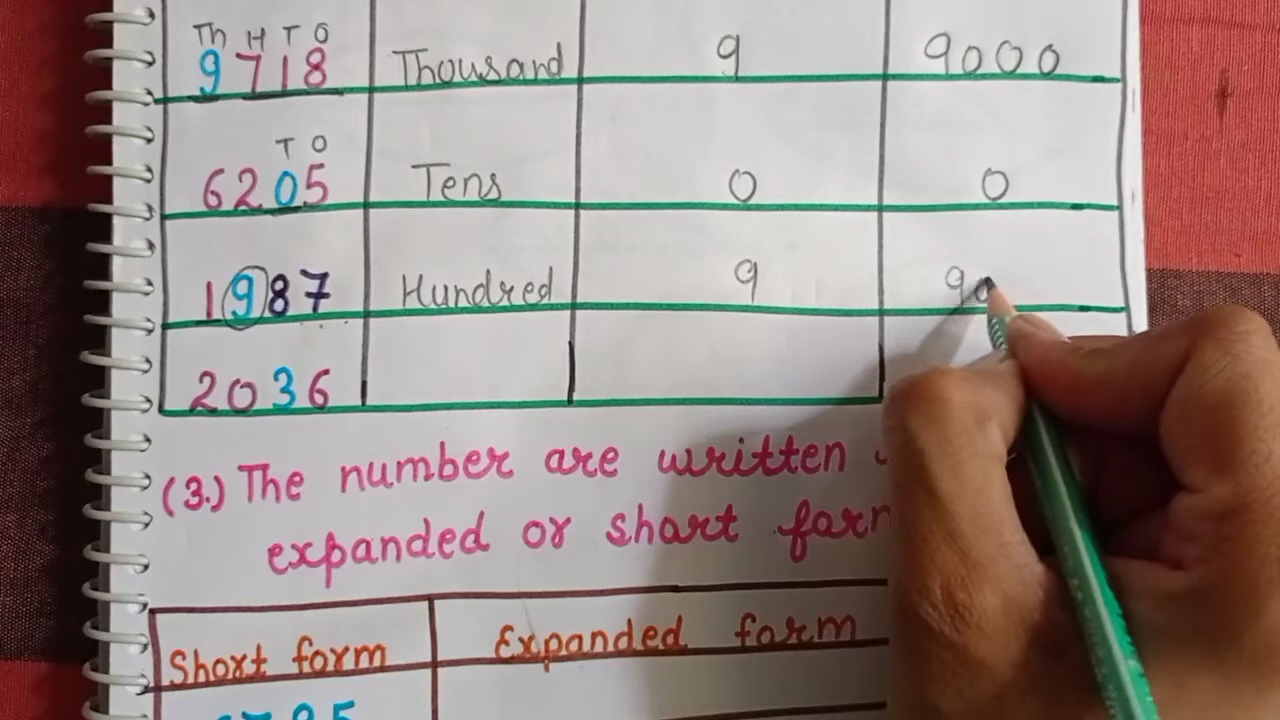 Th H T O
9718 Thousand 9 9000
T O
6205 Tens 0 0
1987 Hundred 9 90
2036
(3.) The number are written
expanded or short form
Short form Expanded form